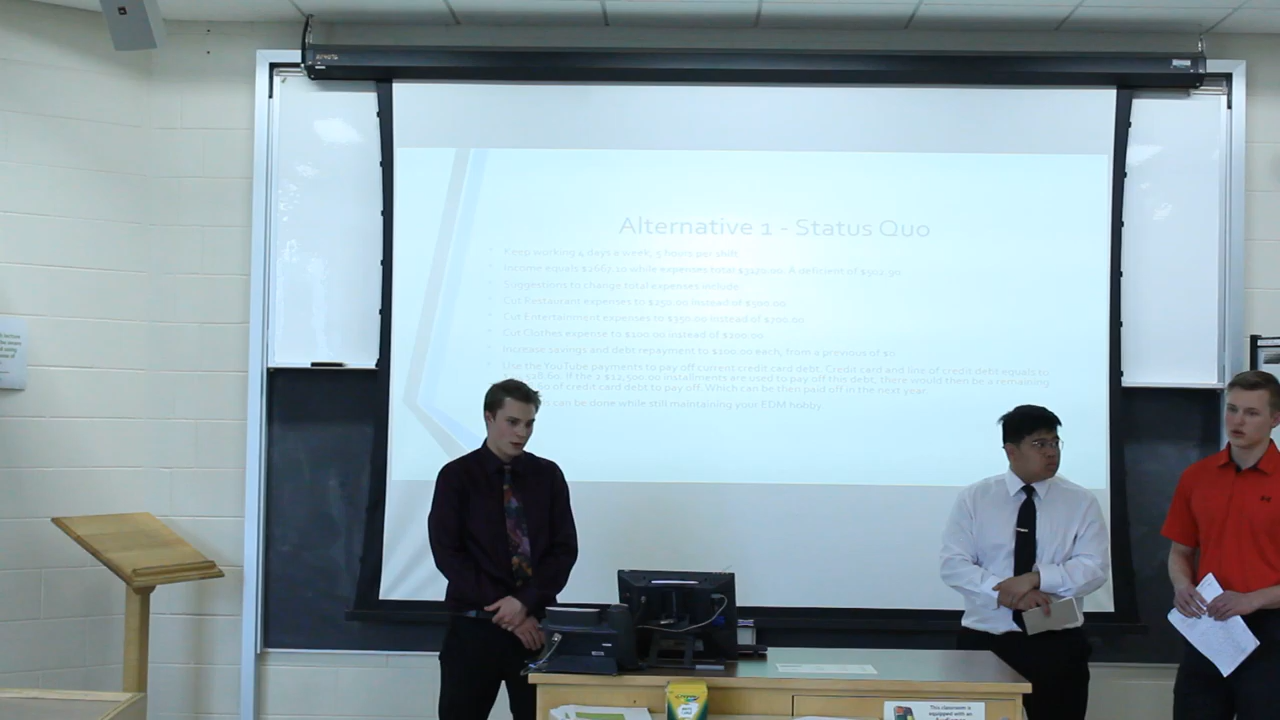 Alternative 1 - Status Quo
Keep working 4 days a week, 5 hours per shift
Income equals $2667.10 while expenses total $3170.00. A deficient of $502.90
Suggestions to change total expenses include:
Cut Restaurant expenses to $250.00 instead of $500.00
Cut Entertainment expenses to $350.00 instead of $700.00
Cut Clothes expense to $100.00 instead of $200.00
Increase savings and debt repayment to $100.00 each, from a previous of $0
Use the YouTube payments to pay off current credit card debt. Credit card and line of credit debt equals to
If the 2 $12,500.00 installments are used to pay off this debt, there would then be a remaining
of credit card debt to pay off. Which can be then paid off in the next year.
can be done while still maintaining your EDM hobby
This classroom is
equipped with an